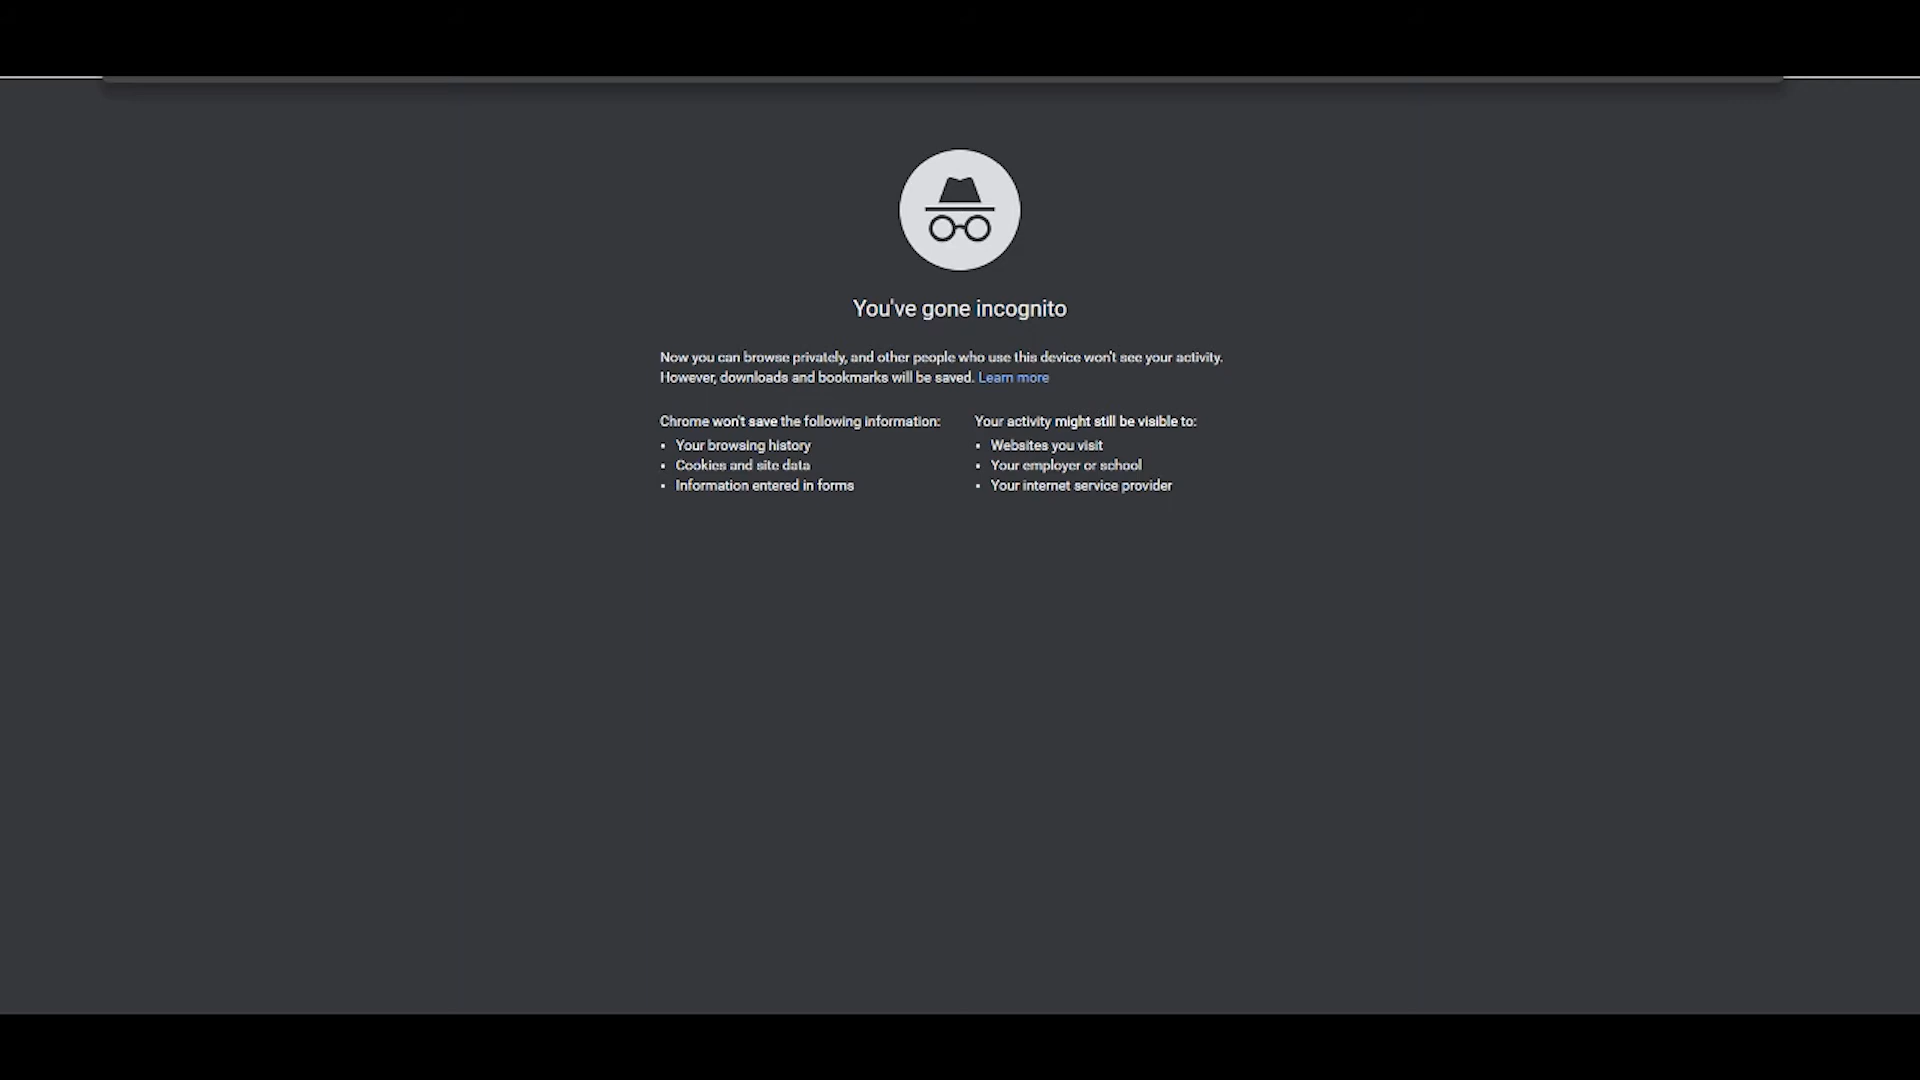 You've gone incognito
Now you can browse privately, and other people who use this device won't see your activity.
However, downloads and bookmarks will be saved. Learn more
Chrome won't save the following information:
• Your browsing history
• Cookies and site data
• Information entered in forms
Your activity might still be visible to:
• Websites you visit
• Your employer or school
• Your internet service provider